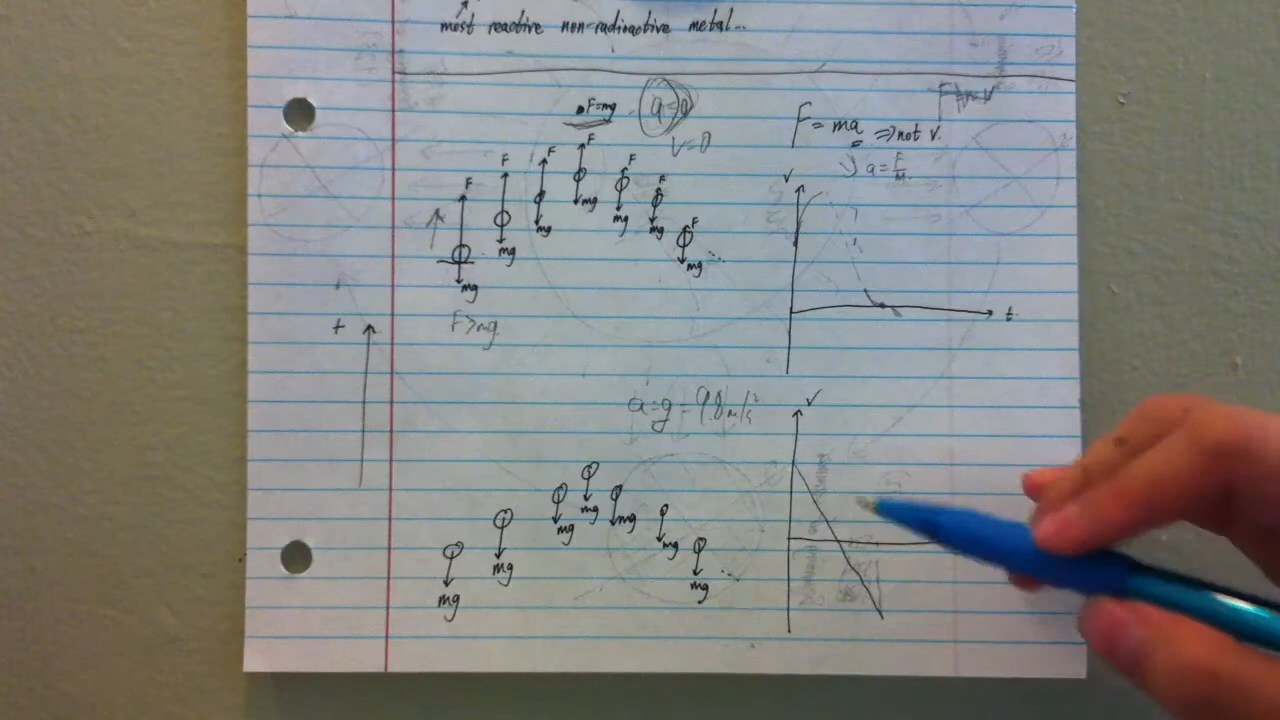 most reactive non-radioactive metal...
F=mg
a=0
v=0
F = ma => not v.
a = F/m
v
t
F F F F F F F
mg mg mg mg mg mg mg ...
F>mg
+
a=g=9.8m/s²
v
mg mg mg mg mg mg mg ...